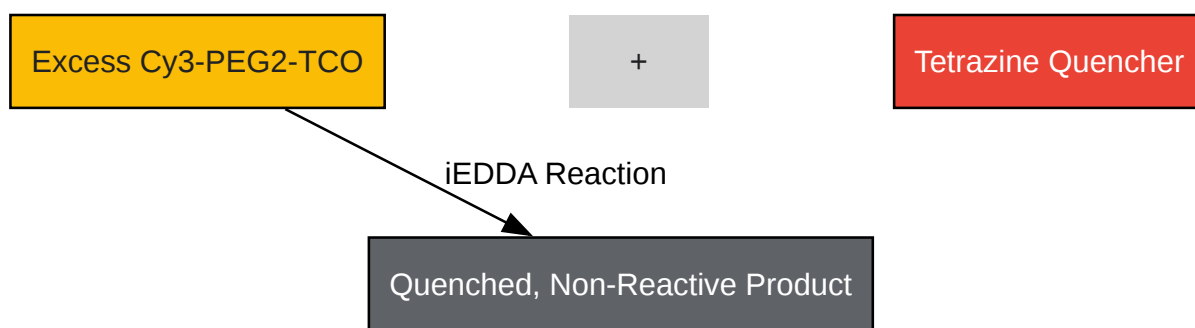 Excess Cy3-PEG2-TCO
+
Tetrazine Quencher
iEDDA Reaction
Quenched, Non-Reactive Product